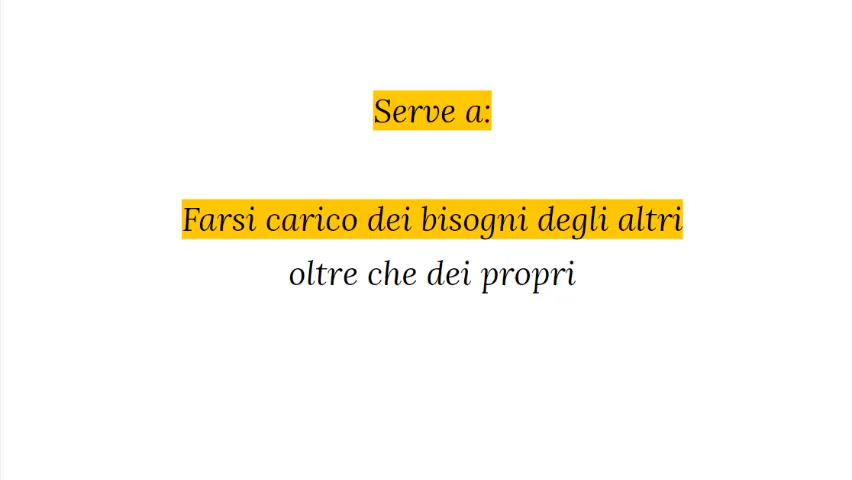 Serve a:
Farsi carico dei bisogni degli altri
oltre che dei propri